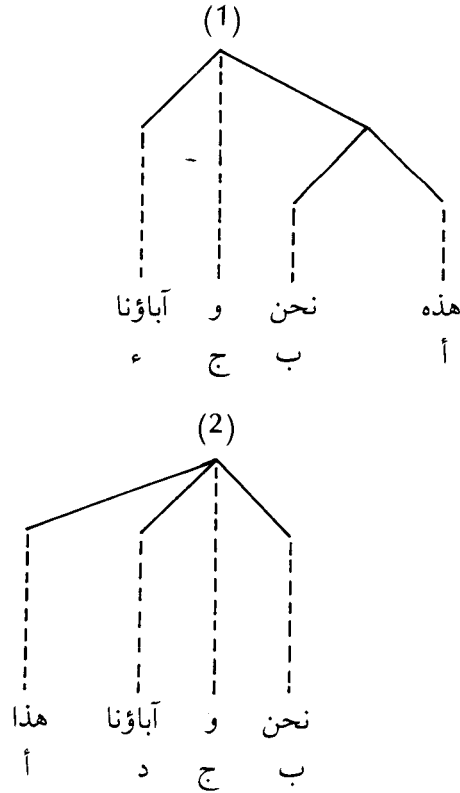 (1)
هذه نحن و آباؤنا
أ ب ج ء
(2)
نحن و آباؤنا هذا
ب ج د أ